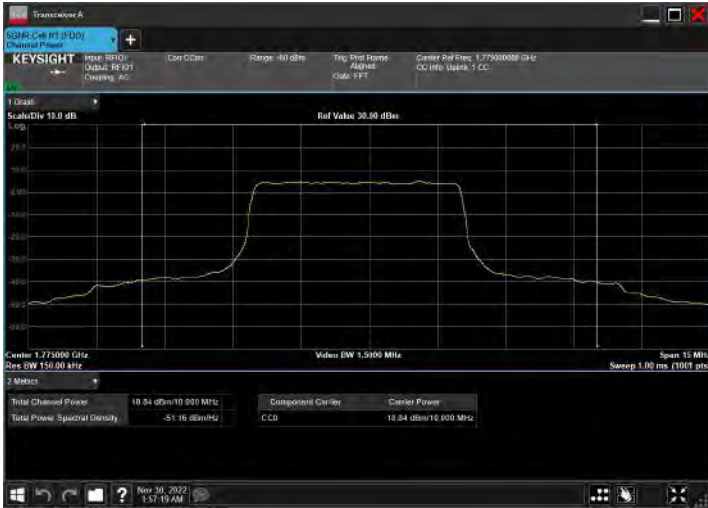 Transceiver A
5GNR-Cell N1 (FDD)
Channel Power
KEYSIGHT
Input: RFIO1
Output: RFIO1
Coupling: AC
Corr CCorr
Trig: Prot Frame
Aligned
Gate: FFT
Carrier Ref Freq: 1.775000000 GHz
CC Info: Uplink, 1 CC
1 Graph
Scale/Div 10.0 dB
Ref Value 30.00 dBm
Log
Center 1.775000 GHz
Video BW 1.5000 MHz
Span 15 MHz
Res BW 150.00 kHz
Sweep 1.00 ms (1001 pts)
2 Metrics
Total Channel Power
18.84 dBm/10.000 MHz
Total Power Spectral Density
-51.16 dBm/Hz
Component Carrier
Carrier Power
CC0
18.84 dBm/10.000 MHz
Nov 30, 2022
1:57:19 AM